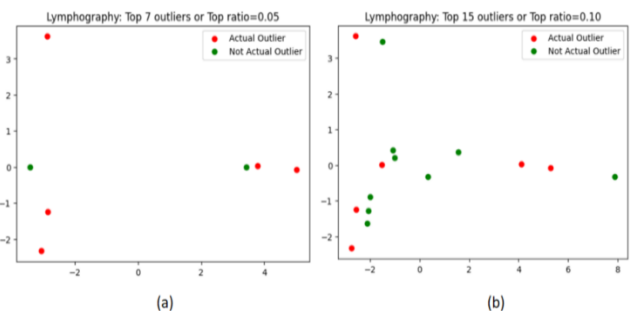 Lymphography: Top 7 outliers or Top ratio=0.05
Actual Outlier
Not Actual Outlier
3
2
1
0
−1
−2
−2 0 2 4
(a)
Lymphography: Top 15 outliers or Top ratio=0.10
Actual Outlier
Not Actual Outlier
3
2
1
0
−1
−2
−2 0 2 4 6 8
(b)